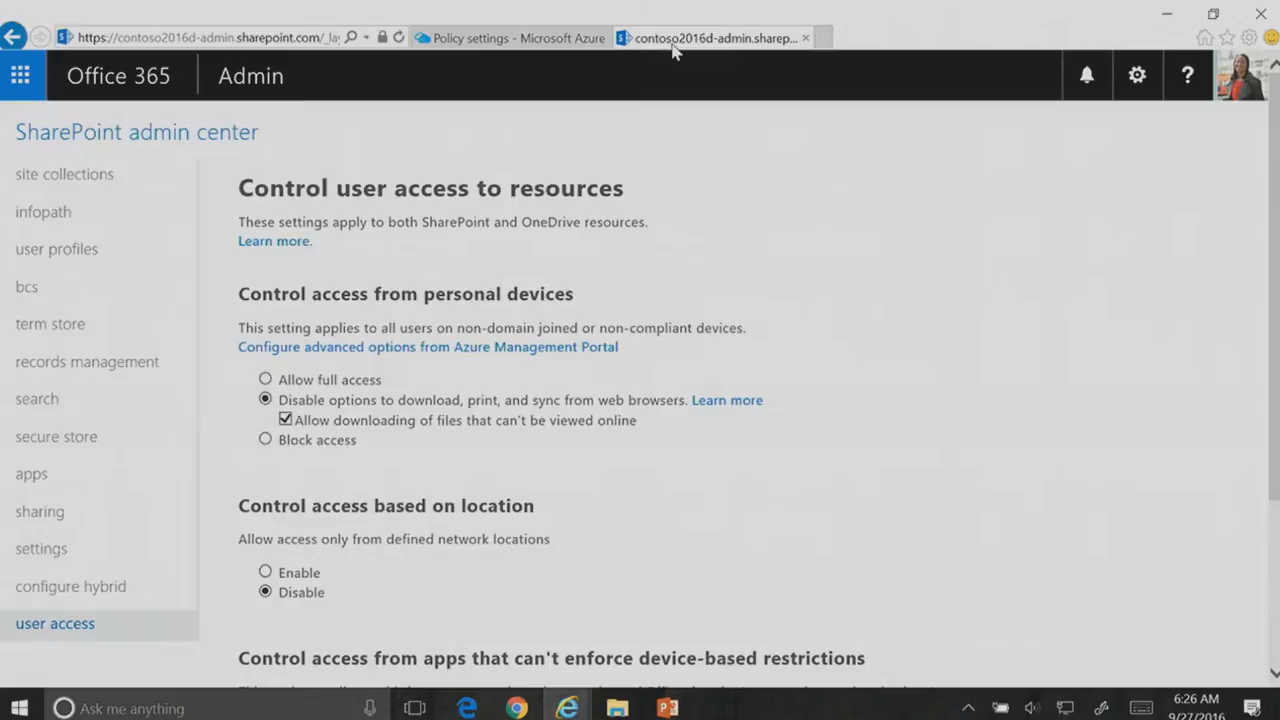 https://contoso2016d-admin.sharepoint.com/_la
Policy settings - Microsoft Azure
contoso2016d-admin.sharep...
Office 365
Admin
SharePoint admin center
site collections
infopath
user profiles
bcs
term store
records management
search
secure store
apps
sharing
settings
configure hybrid
user access
Control user access to resources
These settings apply to both SharePoint and OneDrive resources.
Learn more.
Control access from personal devices
This setting applies to all users on non-domain joined or non-compliant devices.
Configure advanced options from Azure Management Portal
Allow full access
Disable options to download, print, and sync from web browsers. Learn more
Allow downloading of files that can't be viewed online
Block access
Control access based on location
Allow access only from defined network locations
Enable
Disable
Control access from apps that can't enforce device-based restrictions
Ask me anything
6:26 AM
9/27/2016